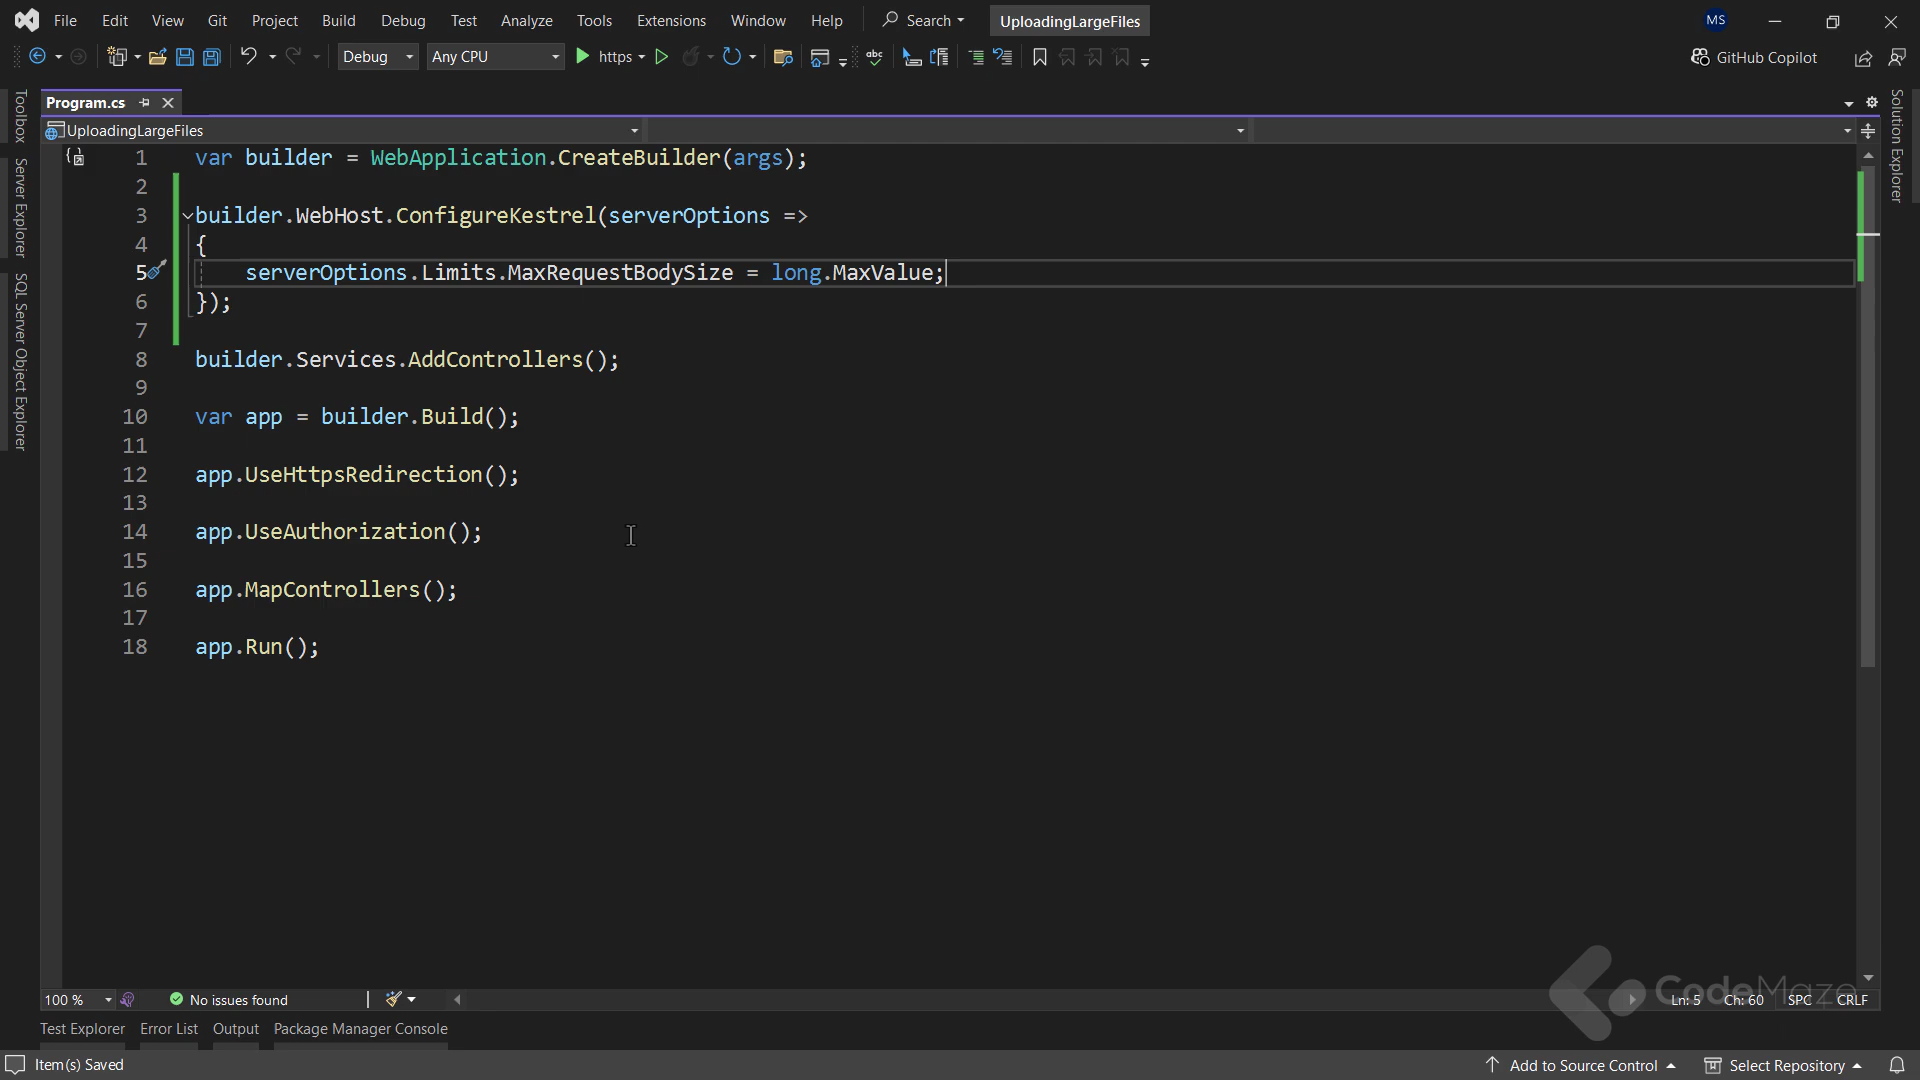 File Edit View Git Project Build Debug Test Analyze Tools Extensions Window Help Search UploadingLargeFiles MS
Debug Any CPU https abc GitHub Copilot
Program.cs
UploadingLargeFiles
Toolbox
Server Explorer
SQL Server Object Explorer
Solution Explorer
1 var builder = WebApplication.CreateBuilder(args);
2
3 builder.WebHost.ConfigureKestrel(serverOptions =>
4 {
5 serverOptions.Limits.MaxRequestBodySize = long.MaxValue;
6 });
7
8 builder.Services.AddControllers();
9
10 var app = builder.Build();
11
12 app.UseHttpsRedirection();
13
14 app.UseAuthorization();
15
16 app.MapControllers();
17
18 app.Run();
100 % No issues found Ln: 5 Ch: 60 SPC CRLF
CodeMaze
Test Explorer Error List Output Package Manager Console
Item(s) Saved Add to Source Control Select Repository